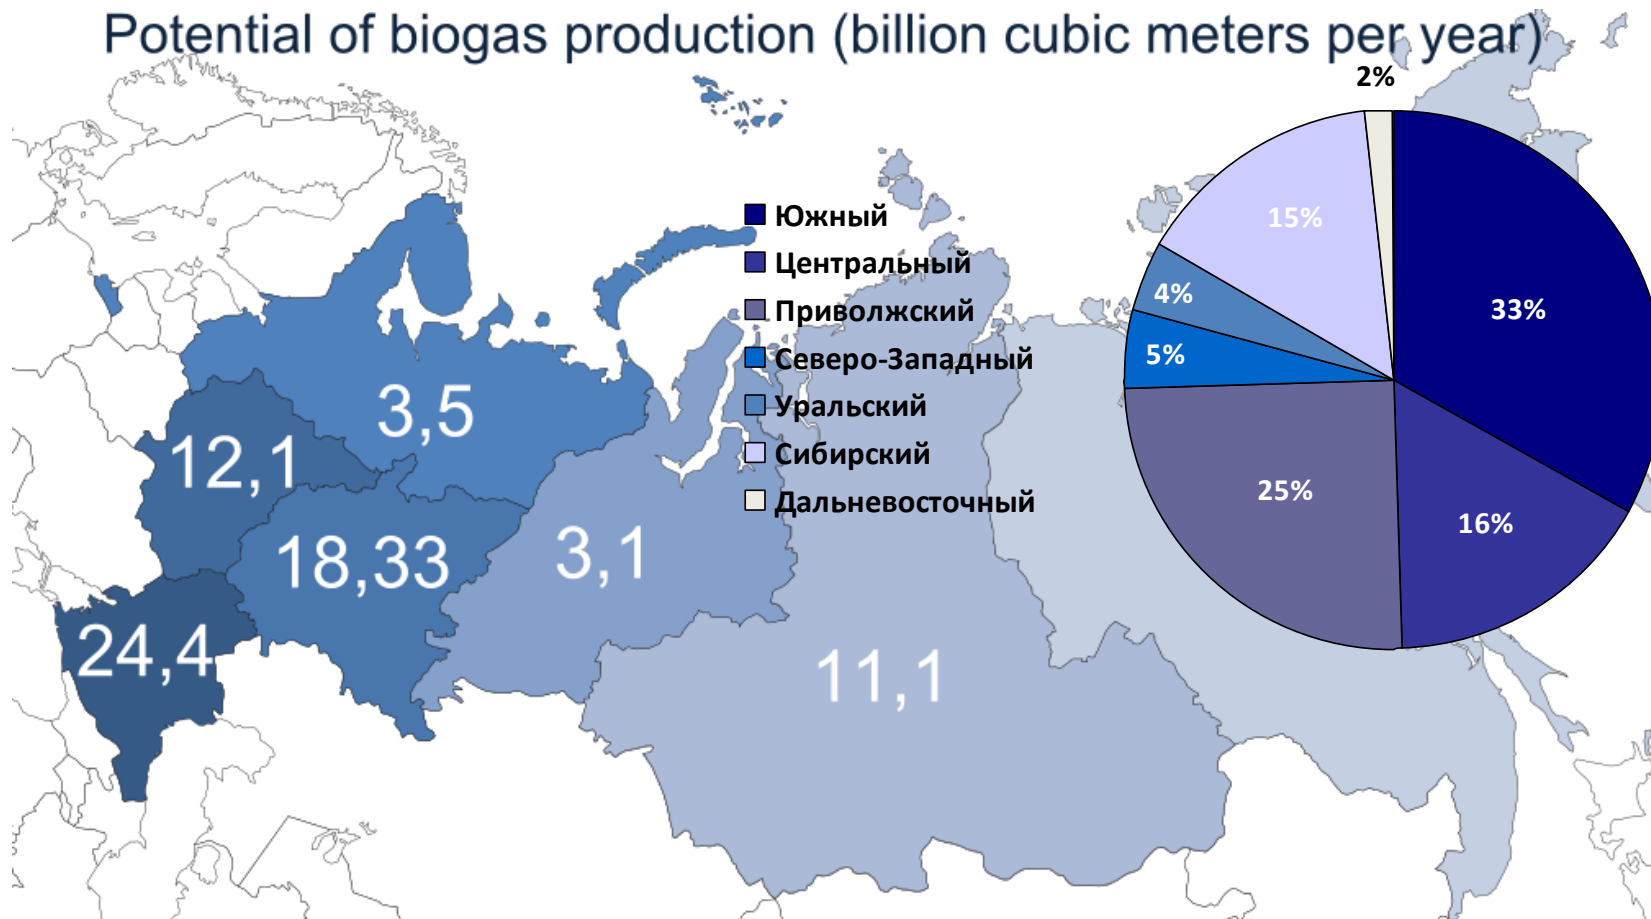 Potential of biogas production (billion cubic meters per year)
2%
Южный
Центральный
Приволжский
Северо-Западный
Уральский
Сибирский
Дальневосточный
15%
33%
4%
5%
25%
16%
3,5
12,1
18,33
3,1
24,4
11,1